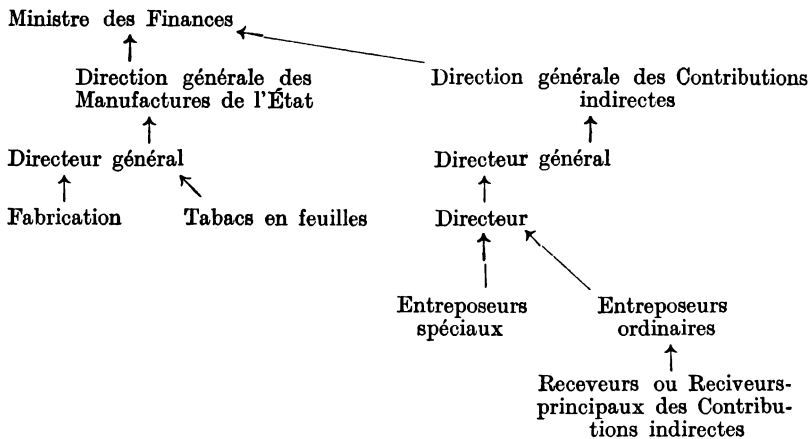 Ministre des Finances
Direction générale des
Manufactures de l'État
Direction générale des Contributions
indirectes
Directeur général
Directeur général
Fabrication
Tabacs en feuilles
Directeur
Entreposeurs
spéciaux
Entreposeurs
ordinaires
Receveurs ou Reciveurs-
principaux des Contribu-
tions indirectes